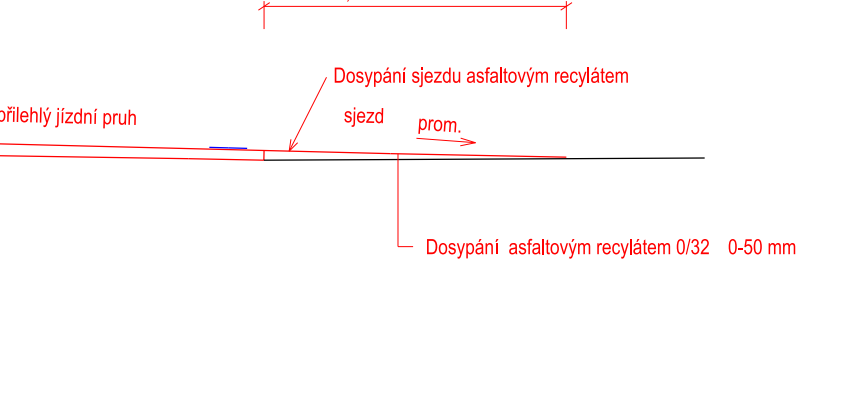 Dosypání sjezdu asfaltovým recylátem
přilehlý jízdní pruh
sjezd
prom.
Dosypání asfaltovým recylátem 0/32 0-50 mm